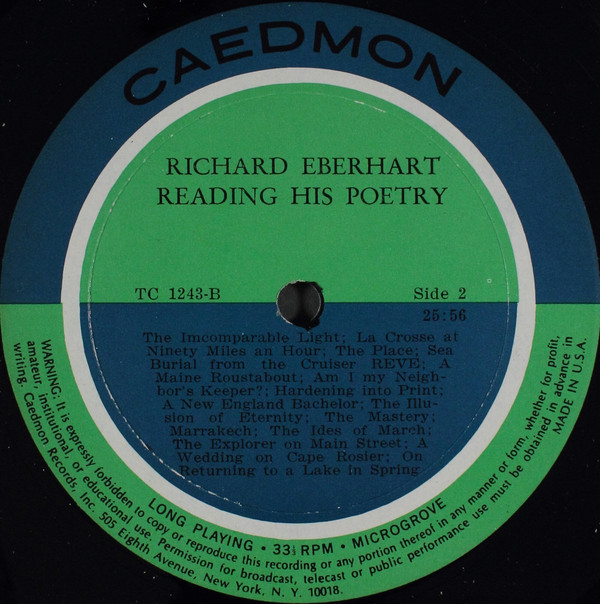 CAEDMON
RICHARD EBERHART
READING HIS POETRY
TC 1243-B
Side 2
25:56
The Imcomparable Light; La Crosse at
Ninety Miles an Hour; The Place; Sea
Burial from the Cruiser REVE; A
Maine Roustabout; Am I my Neigh-
bor's Keeper?; Hardening into Print;
A New England Bachelor; The Illu-
sion of Eternity; The Mastery;
Marrakech; The Ides of March;
The Explorer on Main Street; A
Wedding on Cape Rosier; On
Returning to a Lake in Spring
LONG PLAYING • 33⅓ RPM • MICROGROVE
WARNING: It is expressly forbidden to copy or reproduce this recording or any portion thereof in any manner or form, whether for profit,
amateur, institutional, or educational use. Permission for broadcast, telecast or public performance use must be obtained in advance in
writing. Caedmon Records. Inc. 505 Eighth Avenue, New York, N. Y. 10018.
MADE IN U.S.A.